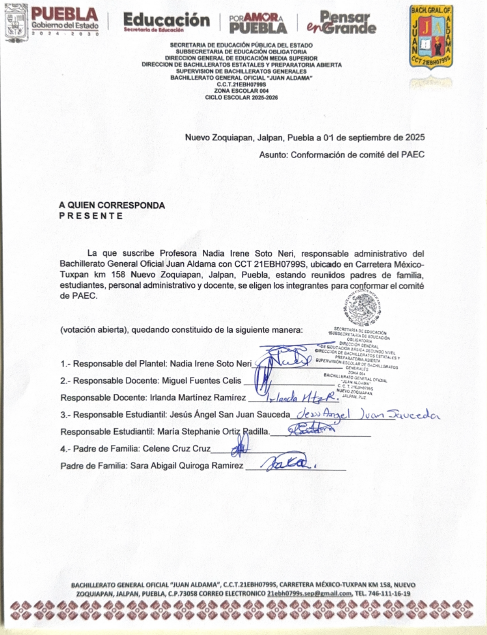 PUEBLA
Gobierno del Estado
2024 - 2030
Educación
Secretaría de Educación
POR AMOR A
PUEBLA
Pensar
en Grande
BACH. GRAL. OF.
JUAN
ALDAMA
CCT 21EBH0799S
SECRETARIA DE EDUCACIÓN PÚBLICA DEL ESTADO
SUBSECRETARIA DE EDUCACIÓN OBLIGATORIA
DIRECCION GENERAL DE EDUCACIÓN MEDIA SUPERIOR
DIRECCION DE BACHILLERATOS ESTATALES Y PREPARATORIA ABIERTA
SUPERVISION DE BACHILLERATOS GENERALES
BACHILLERATO GENERAL OFICIAL "JUAN ALDAMA"
C.C.T.21EBH0799S
ZONA ESCOLAR 004
CICLO ESCOLAR 2025-2026
Nuevo Zoquiapan, Jalpan, Puebla a 01 de septiembre de 2025
Asunto: Conformación de comité del PAEC
A QUIEN CORRESPONDA
P R E S E N T E
La que suscribe Profesora Nadia Irene Soto Neri, responsable administrativo del
Bachillerato General Oficial Juan Aldama con CCT 21EBH0799S, ubicado en Carretera México-
Tuxpan km 158 Nuevo Zoquiapan, Jalpan, Puebla, estando reunidos padres de familia,
estudiantes, personal administrativo y docente, se eligen los integrantes para conformar el comité
de PAEC.
(votación abierta), quedando constituido de la siguiente manera:
SECRETARIA DE EDUCACIÓN
SUBSECRETARIA DE EDUCACIÓN
OBLIGATORIA
DIRECCIÓN GENERAL
DIRECCION DE BACHILLERATOS ESTATALES Y
PREPARATORIA ABIERTA
SUPERVISION ESCOLAR DE BACHILLERATOS
GENERALES
ZONA 004
BACHILLERATO GENERAL OFICIAL
"JUAN ALDAMA"
NUEVO ZOQUIAPAN
JALPAN, PUE
1.- Responsable del Plantel: Nadia Irene Soto Neri
2.- Responsable Docente: Miguel Fuentes Celis
Responsable Docente: Irlanda Martínez Ramírez Irlanda Mtz. R.
3.- Responsable Estudiantil: Jesús Ángel San Juan Sauceda Jesus Angel Juan Sauceda
Responsable Estudiantil: María Stephanie Ortiz Radilla.
4.- Padre de Familia: Celene Cruz Cruz
Padre de Familia: Sara Abigail Quiroga Ramirez
BACHILLERATO GENERAL OFICIAL "JUAN ALDAMA", C.C.T.21EBH0799S, CARRETERA MÉXICO-TUXPAN KM 158, NUEVO
ZOQUIAPAN, JALPAN, PUEBLA, C.P.73058 CORREO ELECTRONICO 21ebh0799s.sep@gmail.com, TEL. 746-111-16-19